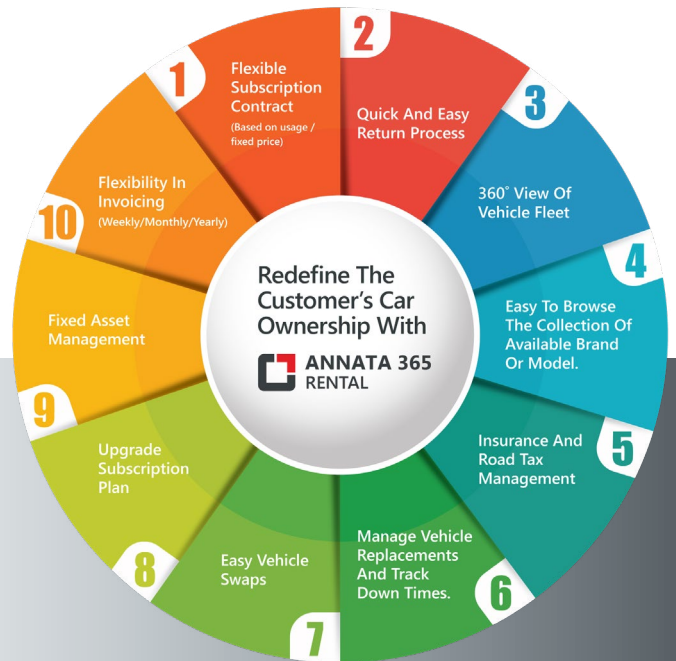 1
Flexible
Subscription
Contract
(Based on usage /
fixed price)
2
Quick And Easy
Return Process
3
360° View Of
Vehicle Fleet
4
Easy To Browse
The Collection Of
Available Brand
Or Model.
5
Insurance And
Road Tax
Management
6
Manage Vehicle
Replacements
And Track
Down Times.
7
Easy Vehicle
Swaps
8
Upgrade
Subscription
Plan
9
Fixed Asset
Management
10
Flexibility In
Invoicing
(Weekly/Monthly/Yearly)
Redefine The
Customer's Car
Ownership With
ANNATA 365
RENTAL